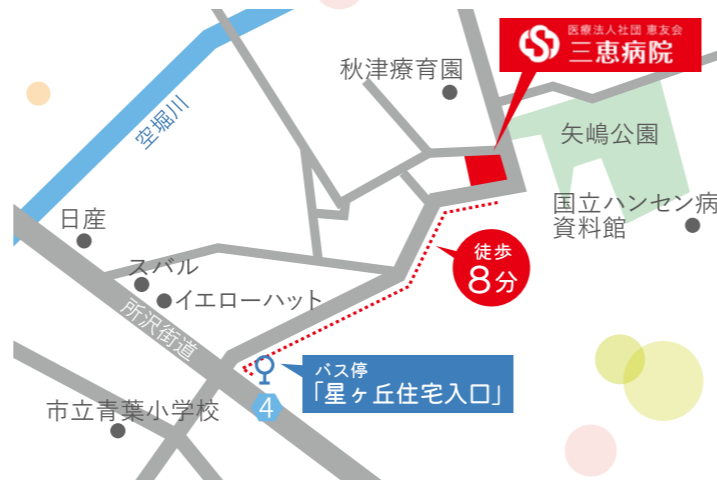 医療法人社団 恵友会
三恵病院
秋津療育園
空堀川
矢嶋公園
国立ハンセン病
資料館
日産
スバル
イエローハット
所沢街道
徒歩
8分
バス停
「星ヶ丘住宅入口」
4
市立青葉小学校